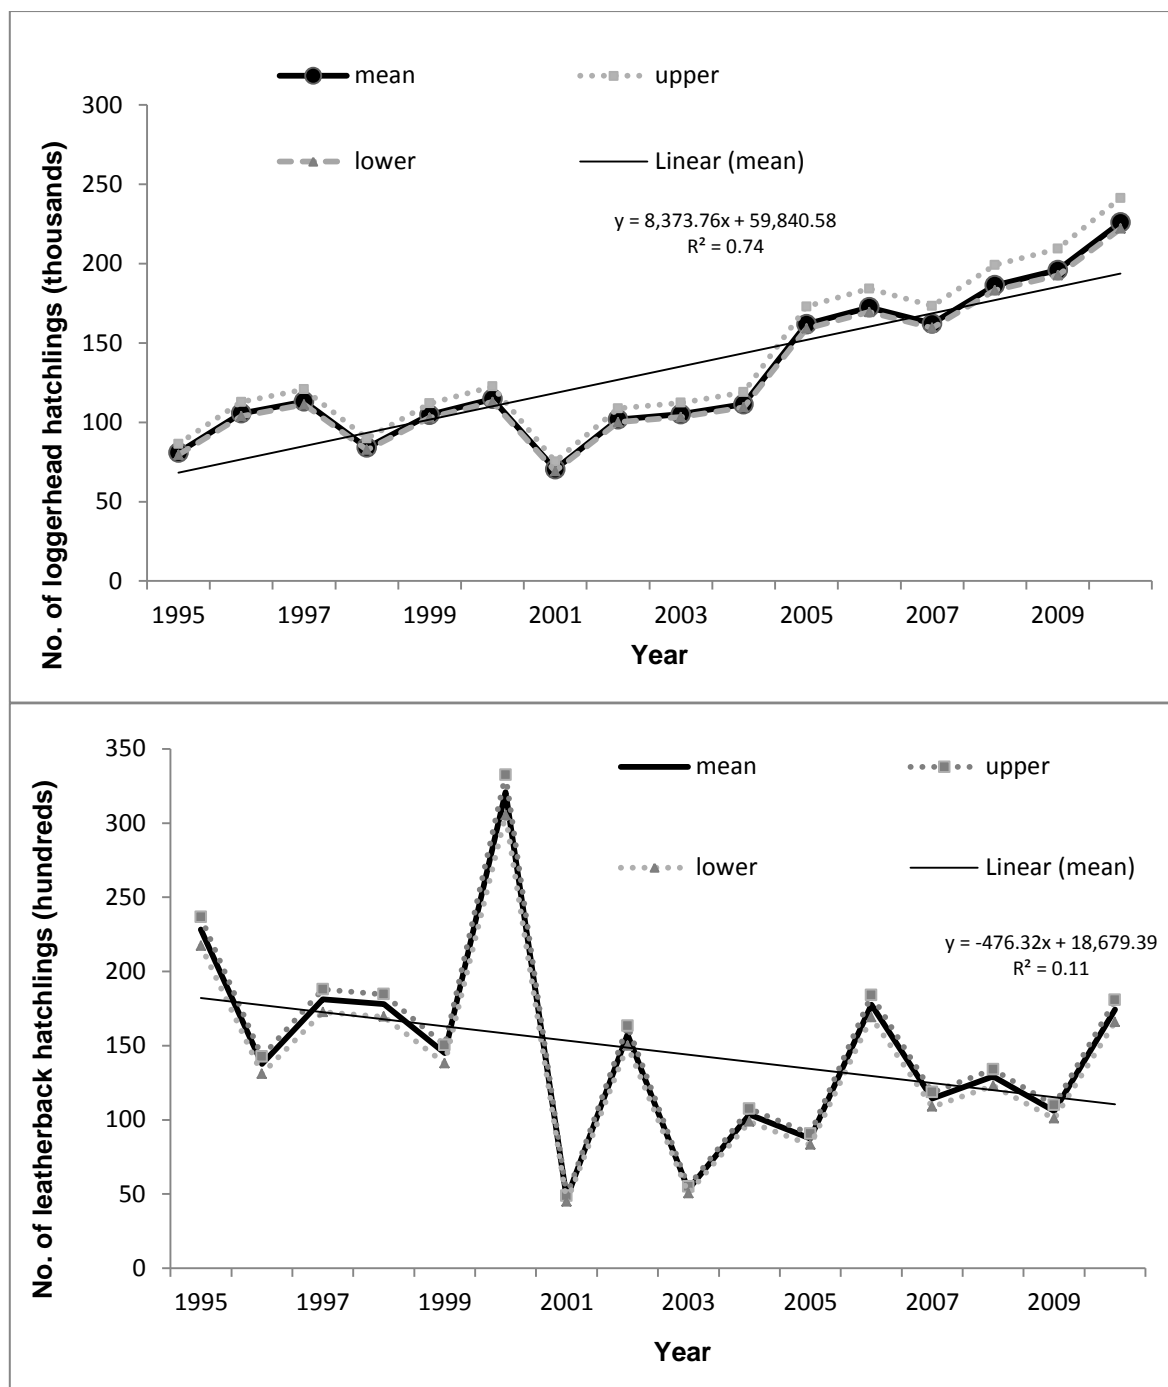 mean
upper
lower
Linear (mean)
y = 8,373.76x + 59,840.58
R² = 0.74
No. of loggerhead hatchlings (thousands)
300
250
200
150
100
50
0
1995
1997
1999
2001
2003
2005
2007
2009
Year
mean
upper
lower
Linear (mean)
y = -476.32x + 18,679.39
R² = 0.11
No. of leatherback hatchlings (hundreds)
350
300
250
200
150
100
50
0
1995
1997
1999
2001
2003
2005
2007
2009
Year